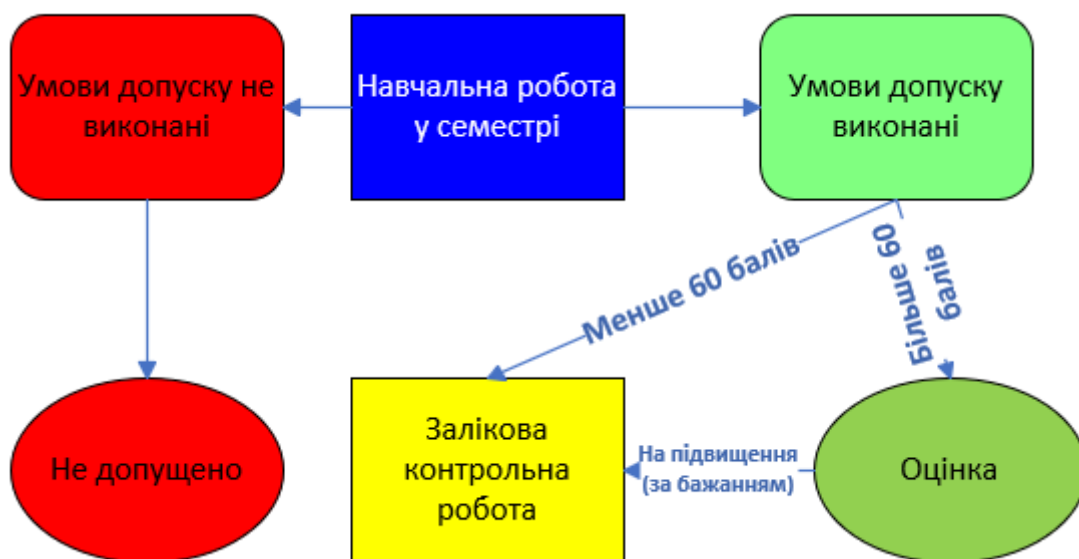 Умови допуску не
виконані
Навчальна робота
у семестрі
Умови допуску
виконані
Менше 60 балів
Більше 60
балів
Не допущено
Залікова
контрольна
робота
На підвищення
(за бажанням)
Оцінка